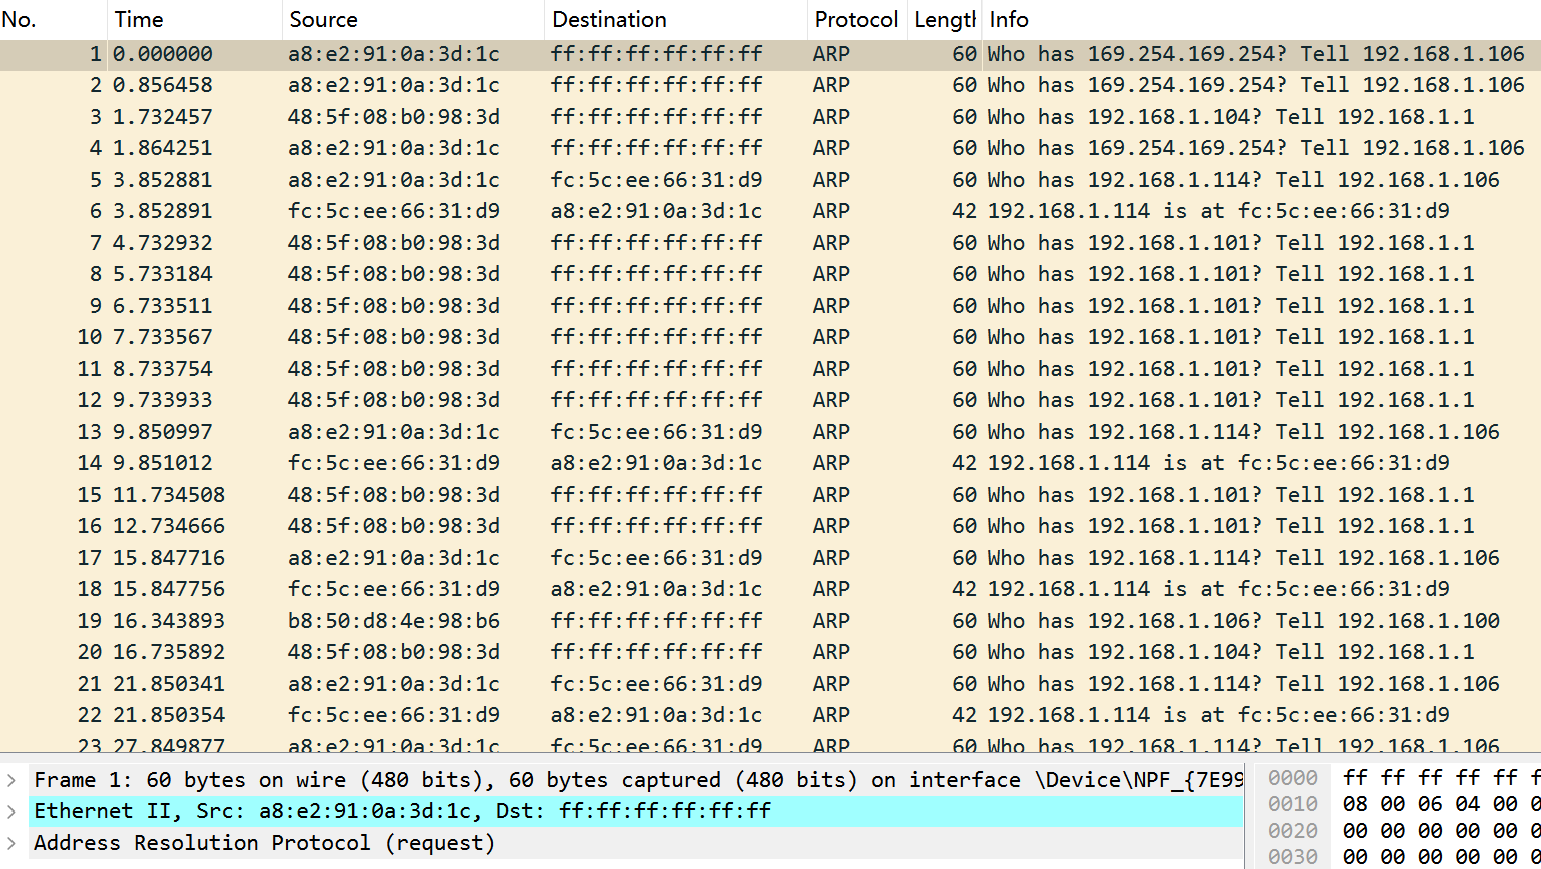 No. Time Source Destination Protocol Length Info
1 0.000000 a8:e2:91:0a:3d:1c ff:ff:ff:ff:ff:ff ARP 60 Who has 169.254.169.254? Tell 192.168.1.106
2 0.856458 a8:e2:91:0a:3d:1c ff:ff:ff:ff:ff:ff ARP 60 Who has 169.254.169.254? Tell 192.168.1.106
3 1.732457 48:5f:08:b0:98:3d ff:ff:ff:ff:ff:ff ARP 60 Who has 192.168.1.104? Tell 192.168.1.1
4 1.864251 a8:e2:91:0a:3d:1c ff:ff:ff:ff:ff:ff ARP 60 Who has 169.254.169.254? Tell 192.168.1.106
5 3.852881 a8:e2:91:0a:3d:1c fc:5c:ee:66:31:d9 ARP 60 Who has 192.168.1.114? Tell 192.168.1.106
6 3.852891 fc:5c:ee:66:31:d9 a8:e2:91:0a:3d:1c ARP 42 192.168.1.114 is at fc:5c:ee:66:31:d9
7 4.732932 48:5f:08:b0:98:3d ff:ff:ff:ff:ff:ff ARP 60 Who has 192.168.1.101? Tell 192.168.1.1
8 5.733184 48:5f:08:b0:98:3d ff:ff:ff:ff:ff:ff ARP 60 Who has 192.168.1.101? Tell 192.168.1.1
9 6.733511 48:5f:08:b0:98:3d ff:ff:ff:ff:ff:ff ARP 60 Who has 192.168.1.101? Tell 192.168.1.1
10 7.733567 48:5f:08:b0:98:3d ff:ff:ff:ff:ff:ff ARP 60 Who has 192.168.1.101? Tell 192.168.1.1
11 8.733754 48:5f:08:b0:98:3d ff:ff:ff:ff:ff:ff ARP 60 Who has 192.168.1.101? Tell 192.168.1.1
12 9.733933 48:5f:08:b0:98:3d ff:ff:ff:ff:ff:ff ARP 60 Who has 192.168.1.101? Tell 192.168.1.1
13 9.850997 a8:e2:91:0a:3d:1c fc:5c:ee:66:31:d9 ARP 60 Who has 192.168.1.114? Tell 192.168.1.106
14 9.851012 fc:5c:ee:66:31:d9 a8:e2:91:0a:3d:1c ARP 42 192.168.1.114 is at fc:5c:ee:66:31:d9
15 11.734508 48:5f:08:b0:98:3d ff:ff:ff:ff:ff:ff ARP 60 Who has 192.168.1.101? Tell 192.168.1.1
16 12.734666 48:5f:08:b0:98:3d ff:ff:ff:ff:ff:ff ARP 60 Who has 192.168.1.101? Tell 192.168.1.1
17 15.847716 a8:e2:91:0a:3d:1c fc:5c:ee:66:31:d9 ARP 60 Who has 192.168.1.114? Tell 192.168.1.106
18 15.847756 fc:5c:ee:66:31:d9 a8:e2:91:0a:3d:1c ARP 42 192.168.1.114 is at fc:5c:ee:66:31:d9
19 16.343893 b8:50:d8:4e:98:b6 ff:ff:ff:ff:ff:ff ARP 60 Who has 192.168.1.106? Tell 192.168.1.100
20 16.735892 48:5f:08:b0:98:3d ff:ff:ff:ff:ff:ff ARP 60 Who has 192.168.1.104? Tell 192.168.1.1
21 21.850341 a8:e2:91:0a:3d:1c fc:5c:ee:66:31:d9 ARP 60 Who has 192.168.1.114? Tell 192.168.1.106
22 21.850354 fc:5c:ee:66:31:d9 a8:e2:91:0a:3d:1c ARP 42 192.168.1.114 is at fc:5c:ee:66:31:d9
23 27.849877 a8:e2:91:0a:3d:1c fc:5c:ee:66:31:d9 ARP 60 Who has 192.168.1.114? Tell 192.168.1.106
Frame 1: 60 bytes on wire (480 bits), 60 bytes captured (480 bits) on interface \Device\NPF_{7E99
Ethernet II, Src: a8:e2:91:0a:3d:1c, Dst: ff:ff:ff:ff:ff:ff
Address Resolution Protocol (request)
0000 ff ff ff ff ff
0010 08 00 06 04 00
0020 00 00 00 00 00
0030 00 00 00 00 00